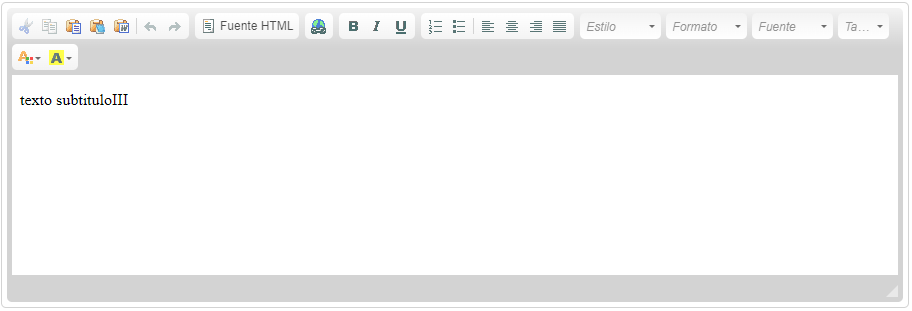 Fuente HTML B I U Estilo Formato Fuente Ta...
A A
texto subtituloIII